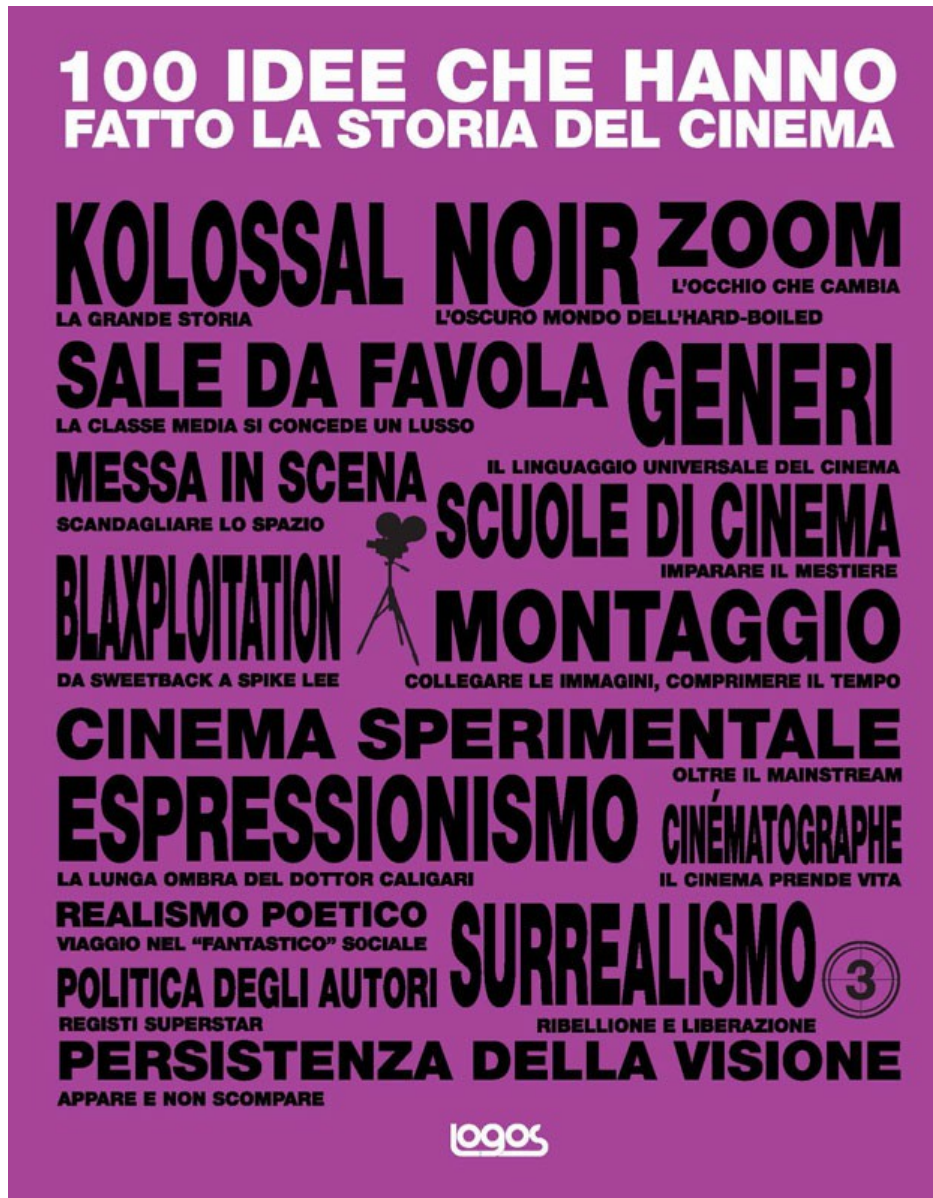 100 IDEE CHE HANNO
FATTO LA STORIA DEL CINEMA
KOLOSSAL
LA GRANDE STORIA
NOIR
L'OSCURO MONDO DELL'HARD-BOILED
ZOOM
L'OCCHIO CHE CAMBIA
SALE DA FAVOLA
LA CLASSE MEDIA SI CONCEDE UN LUSSO
GENERI
IL LINGUAGGIO UNIVERSALE DEL CINEMA
MESSA IN SCENA
SCANDAGLIARE LO SPAZIO
SCUOLE DI CINEMA
IMPARARE IL MESTIERE
BLAXPLOITATION
DA SWEETBACK A SPIKE LEE
MONTAGGIO
COLLEGARE LE IMMAGINI, COMPRIMERE IL TEMPO
CINEMA SPERIMENTALE
OLTRE IL MAINSTREAM
ESPRESSIONISMO
LA LUNGA OMBRA DEL DOTTOR CALIGARI
CINÉMATOGRAPHE
IL CINEMA PRENDE VITA
REALISMO POETICO
VIAGGIO NEL “FANTASTICO” SOCIALE
SURREALISMO
RIBELLIONE E LIBERAZIONE
3
POLITICA DEGLI AUTORI
REGISTI SUPERSTAR
PERSISTENZA DELLA VISIONE
APPARE E NON SCOMPARE
logos